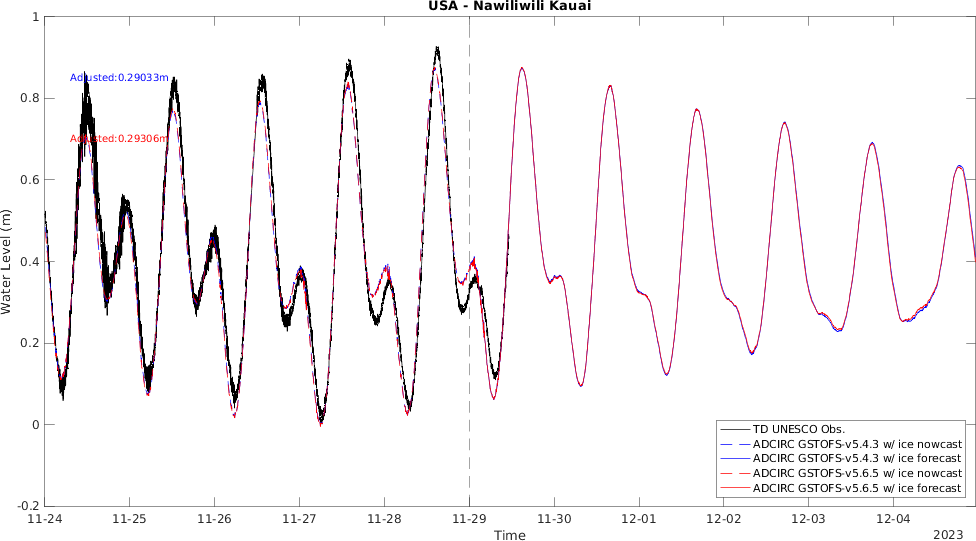 USA - Nawiliwili Kauai
1
0.8
0.6
0.4
0.2
0
-0.2
Water Level (m)
Adjusted:0.29033m
Adjusted:0.29306m
TD UNESCO Obs.
ADCIRC GSTOFS-v5.4.3 w/ ice nowcast
ADCIRC GSTOFS-v5.4.3 w/ ice forecast
ADCIRC GSTOFS-v5.6.5 w/ ice nowcast
ADCIRC GSTOFS-v5.6.5 w/ ice forecast
11-24 11-25 11-26 11-27 11-28 11-29 11-30 12-01 12-02 12-03 12-04
Time
2023